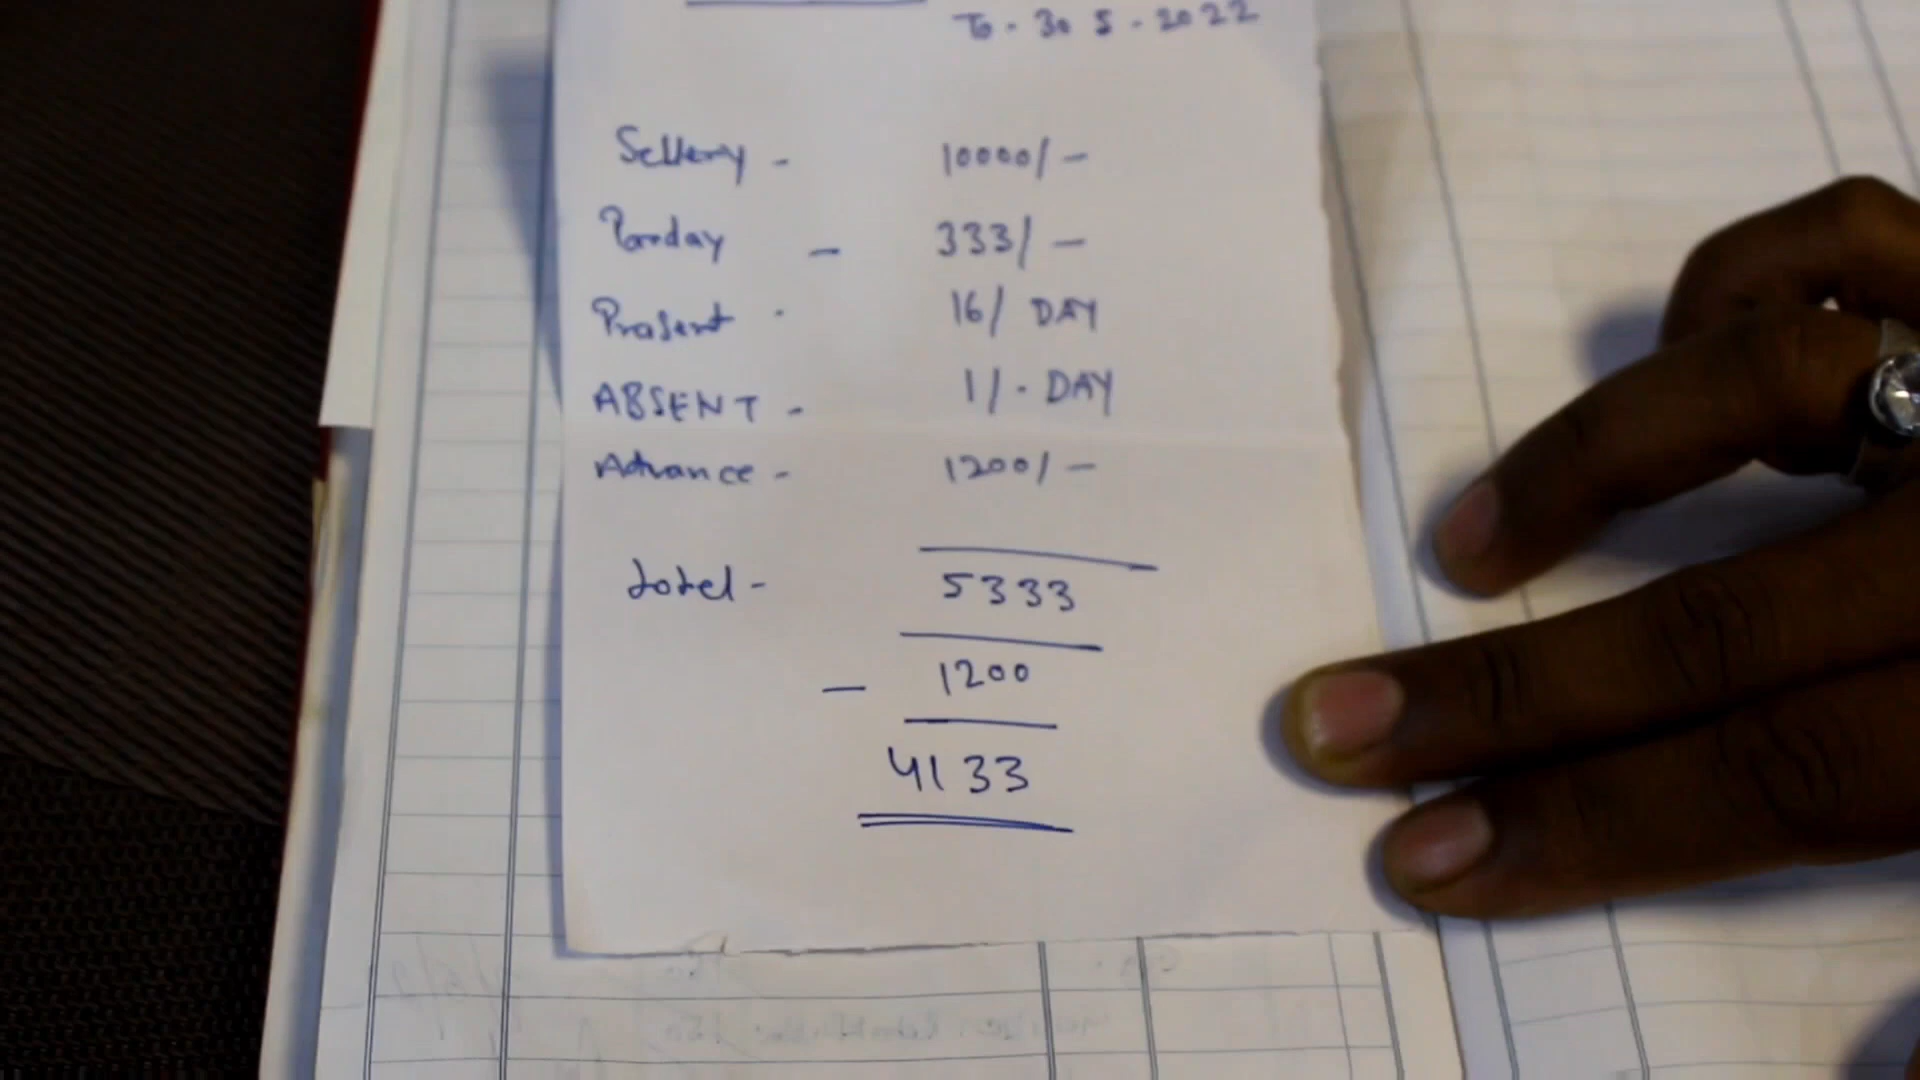 To - 30 5 - 2022
Sellery - 10000/-
Parday - 333/-
Prasent - 16/ DAY
ABSENT - 1/- DAY
Advance - 1200/-
total - 5333
- 1200
4133